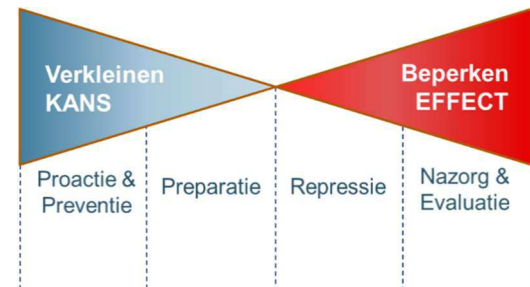 Verkleinen
KANS
Beperken
EFFECT
Proactie &
Preventie
Preparatie
Repressie
Nazorg &
Evaluatie